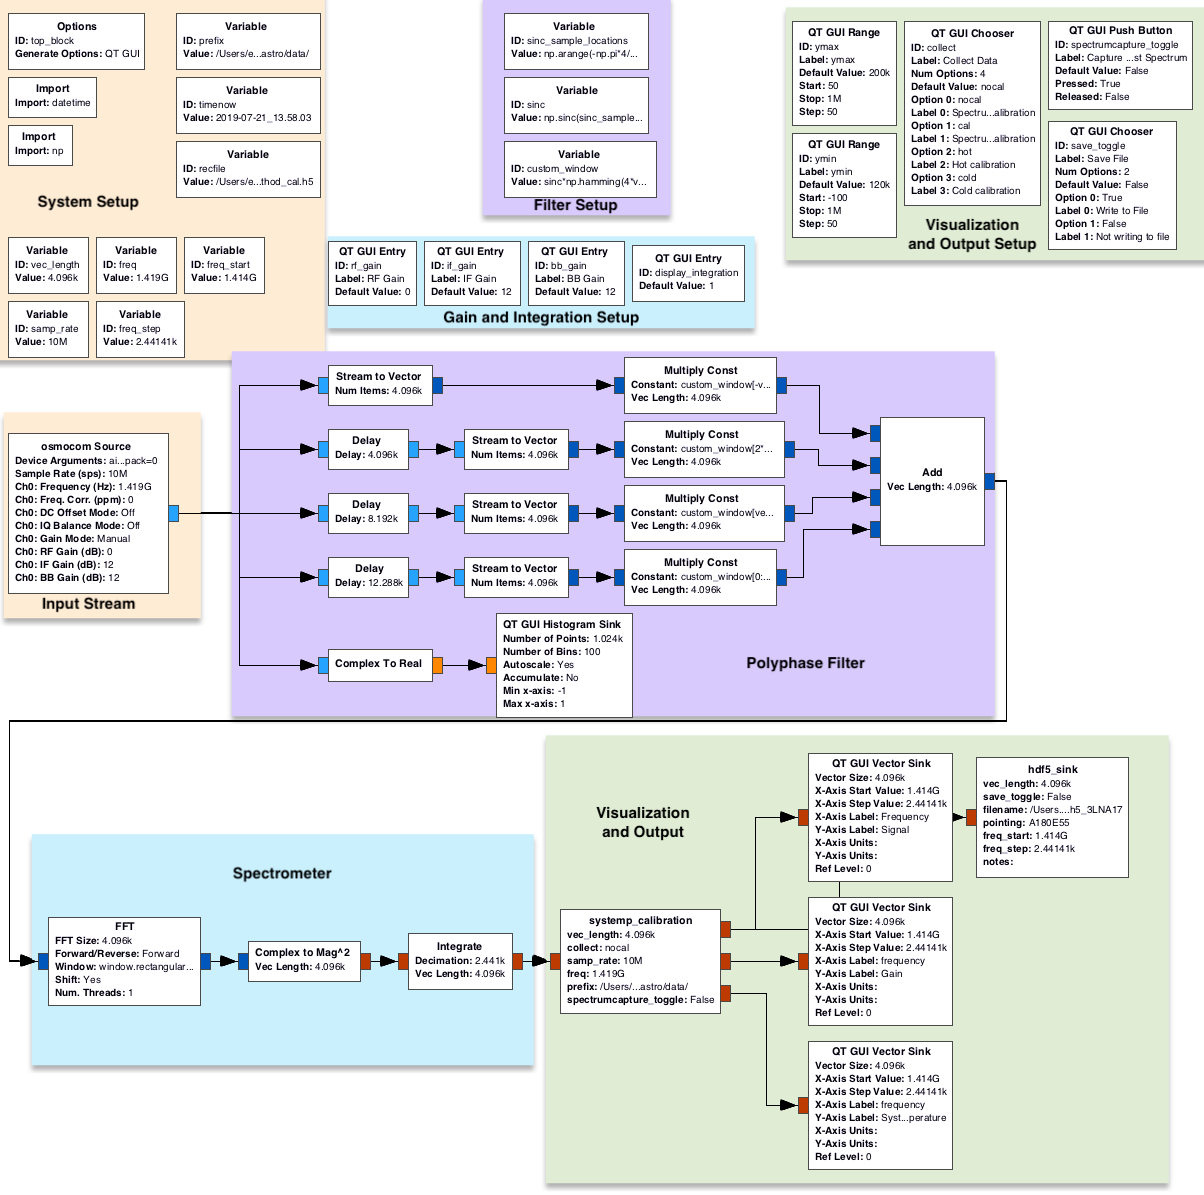 Options
ID: top_block
Generate Options: QT GUI
Import
Import: datetime
Import
Import: np
Variable
ID: prefix
Value: /Users/e...astro/data/
Variable
ID: timenow
Value: 2019-07-21_13.58.03
Variable
ID: recfile
Value: /Users/e...thod_cal.h5
System Setup
Variable
ID: vec_length
Value: 4.096k
Variable
ID: freq
Value: 1.419G
Variable
ID: freq_start
Value: 1.414G
Variable
ID: samp_rate
Value: 10M
Variable
ID: freq_step
Value: 2.44141k
Variable
ID: sinc_sample_locations
Value: np.arange(-np.pi*4/...
Variable
ID: sinc
Value: np.sinc(sinc_sample...
Variable
ID: custom_window
Value: sinc*np.hamming(4*v...
Filter Setup
QT GUI Range
ID: ymax
Label: ymax
Default Value: 200k
Start: 50
Stop: 1M
Step: 50
QT GUI Range
ID: ymin
Label: ymin
Default Value: 120k
Start: -100
Stop: 1M
Step: 50
QT GUI Chooser
ID: collect
Label: Collect Data
Num Options: 4
Default Value: nocal
Option 0: nocal
Label 0: Spectru...alibration
Option 1: cal
Label 1: Spectru...alibration
Option 2: hot
Label 2: Hot calibration
Option 3: cold
Label 3: Cold calibration
QT GUI Push Button
ID: spectrumcapture_toggle
Label: Capture ...st Spectrum
Default Value: False
Pressed: True
Released: False
QT GUI Chooser
ID: save_toggle
Label: Save File
Num Options: 2
Default Value: False
Option 0: True
Label 0: Write to File
Option 1: False
Label 1: Not writing to file
Visualization
and Output Setup
QT GUI Entry
ID: rf_gain
Label: RF Gain
Default Value: 0
QT GUI Entry
ID: if_gain
Label: IF Gain
Default Value: 12
QT GUI Entry
ID: bb_gain
Label: BB Gain
Default Value: 12
QT GUI Entry
ID: display_integration
Default Value: 1
Gain and Integration Setup
osmocom Source
Device Arguments: ai...pack=0
Sample Rate (sps): 10M
Ch0: Frequency (Hz): 1.419G
Ch0: Freq. Corr. (ppm): 0
Ch0: DC Offset Mode: Off
Ch0: IQ Balance Mode: Off
Ch0: Gain Mode: Manual
Ch0: RF Gain (dB): 0
Ch0: IF Gain (dB): 12
Ch0: BB Gain (dB): 12
Input Stream
Stream to Vector
Num Items: 4.096k
Multiply Const
Constant: custom_window[-v...
Vec Length: 4.096k
Delay
Delay: 4.096k
Stream to Vector
Num Items: 4.096k
Multiply Const
Constant: custom_window[2*...
Vec Length: 4.096k
Delay
Delay: 8.192k
Stream to Vector
Num Items: 4.096k
Multiply Const
Constant: custom_window[ve...
Vec Length: 4.096k
Delay
Delay: 12.288k
Stream to Vector
Num Items: 4.096k
Multiply Const
Constant: custom_window[0:...
Vec Length: 4.096k
Add
Vec Length: 4.096k
Complex To Real
QT GUI Histogram Sink
Number of Points: 1.024k
Number of Bins: 100
Autoscale: Yes
Accumulate: No
Min x-axis: -1
Max x-axis: 1
Polyphase Filter
Spectrometer
FFT
FFT Size: 4.096k
Forward/Reverse: Forward
Window: window.rectangular...
Shift: Yes
Num. Threads: 1
Complex to Mag^2
Vec Length: 4.096k
Integrate
Decimation: 2.441k
Vec Length: 4.096k
Visualization
and Output
systemp_calibration
vec_length: 4.096k
collect: nocal
samp_rate: 10M
freq: 1.419G
prefix: /Users/...astro/data/
spectrumcapture_toggle: False
QT GUI Vector Sink
Vector Size: 4.096k
X-Axis Start Value: 1.414G
X-Axis Step Value: 2.44141k
X-Axis Label: Frequency
Y-Axis Label: Signal
X-Axis Units:
Y-Axis Units:
Ref Level: 0
hdf5_sink
vec_length: 4.096k
save_toggle: False
filename: /Users....h5_3LNA17
pointing: A180E55
freq_start: 1.414G
freq_step: 2.44141k
notes:
QT GUI Vector Sink
Vector Size: 4.096k
X-Axis Start Value: 1.414G
X-Axis Step Value: 2.44141k
X-Axis Label: frequency
Y-Axis Label: Gain
X-Axis Units:
Y-Axis Units:
Ref Level: 0
QT GUI Vector Sink
Vector Size: 4.096k
X-Axis Start Value: 1.414G
X-Axis Step Value: 2.44141k
X-Axis Label: frequency
Y-Axis Label: Syst...perature
X-Axis Units:
Y-Axis Units:
Ref Level: 0